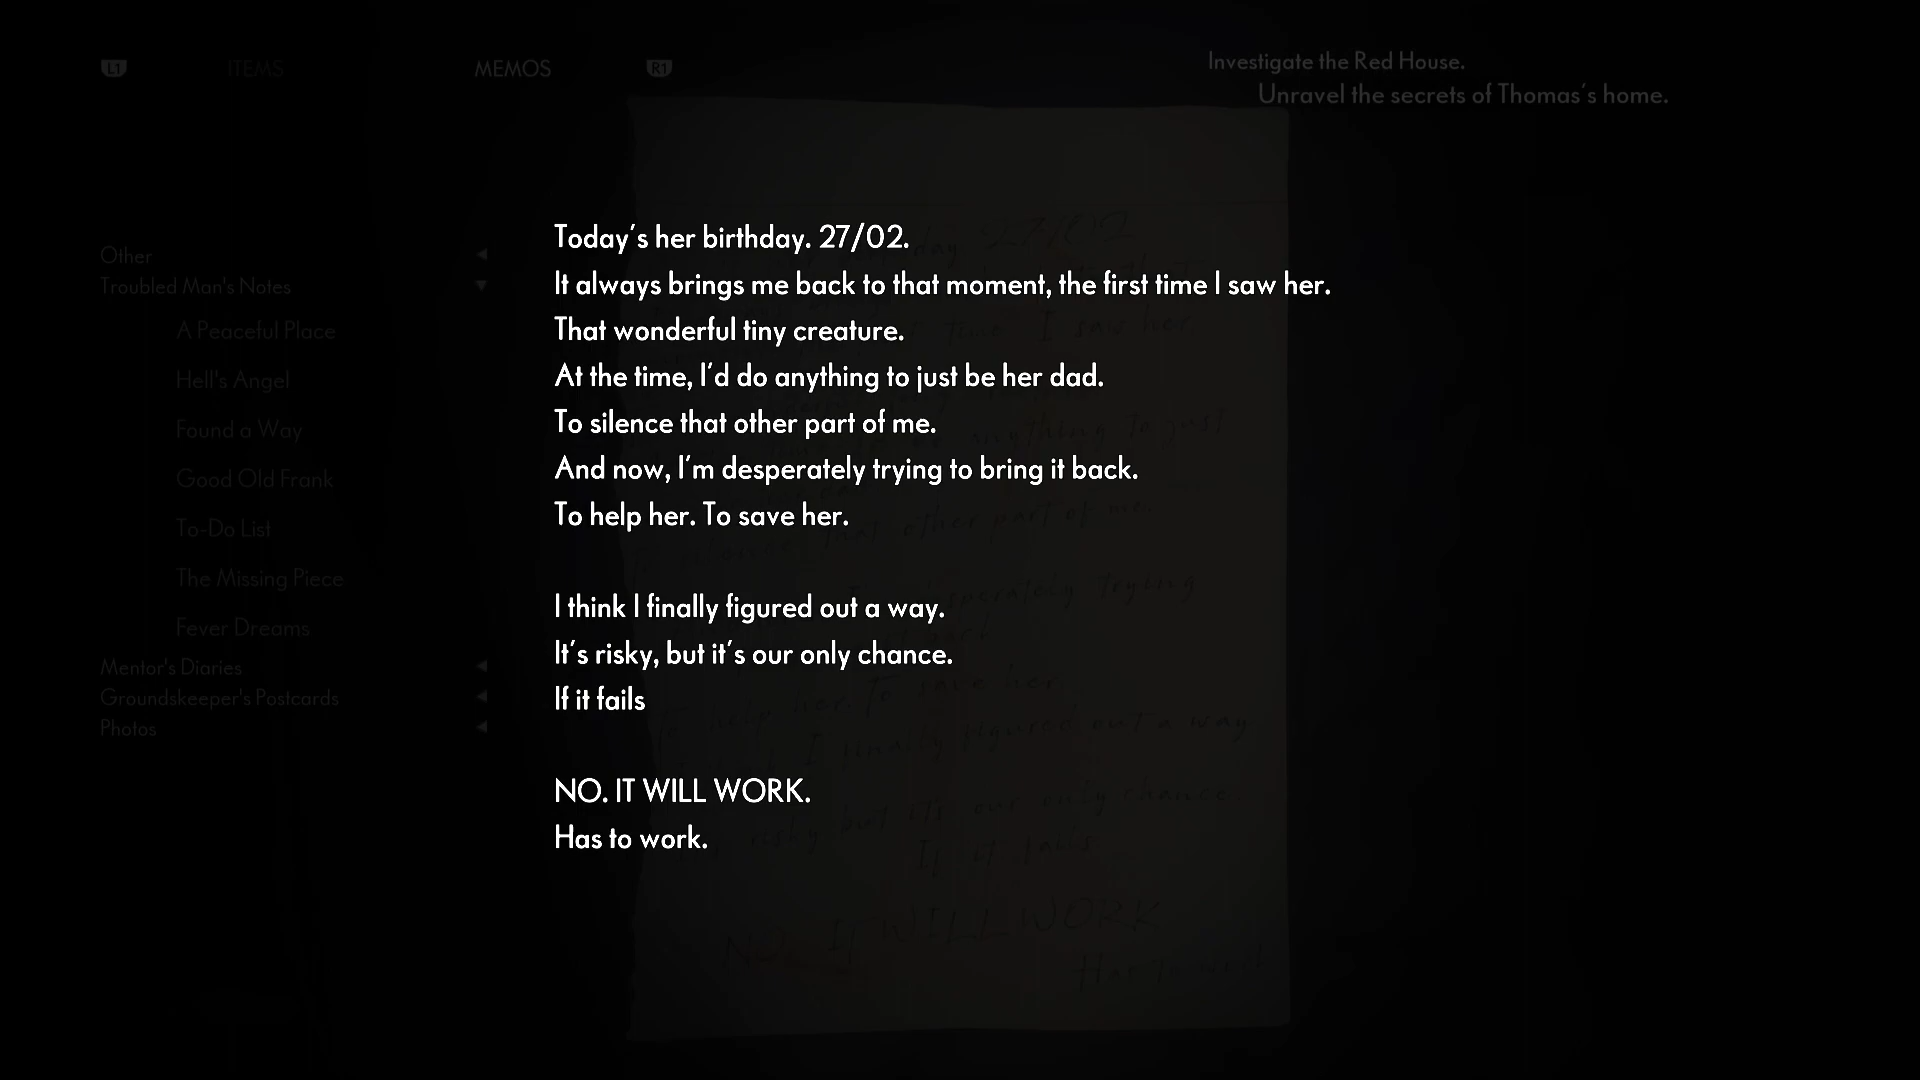 L1 ITEMS MEMOS R1
Investigate the Red House.
Unravel the secrets of Thomas's home.
Other
Troubled Man's Notes
A Peaceful Place
Hell's Angel
Found a Way
Good Old Frank
To-Do List
The Missing Piece
Fever Dreams
Mentor's Diaries
Groundskeeper's Postcards
Photos
Today's her birthday. 27/02.
It always brings me back to that moment, the first time I saw her.
That wonderful tiny creature.
At the time, I'd do anything to just be her dad.
To silence that other part of me.
And now, I'm desperately trying to bring it back.
To help her. To save her.
I think I finally figured out a way.
It's risky, but it's our only chance.
If it fails
NO. IT WILL WORK.
Has to work.